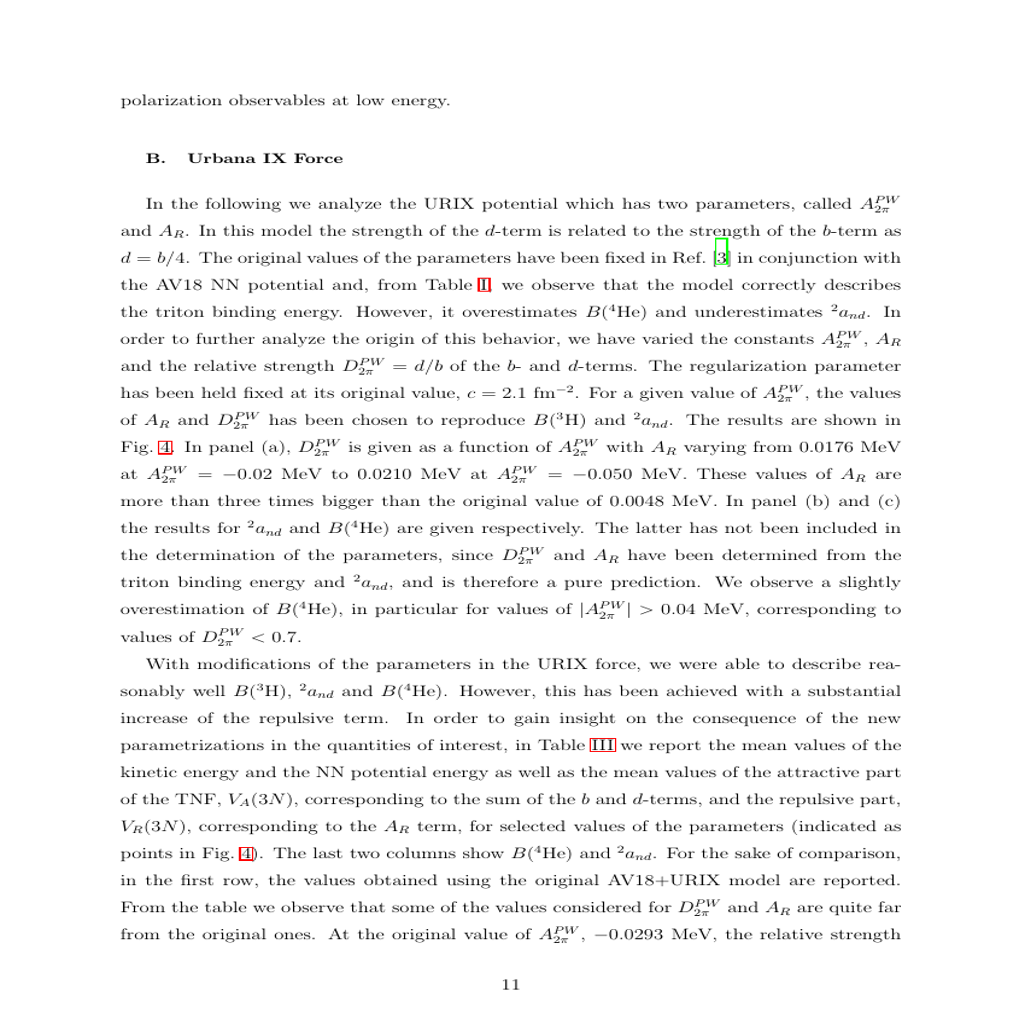 polarization observables at low energy.
B. Urbana IX Force
In the following we analyze the URIX potential which has two parameters, called $A_{2\pi}^{PW}$
and $A_R$. In this model the strength of the $d$-term is related to the strength of the $b$-term as
$d = b/4$. The original values of the parameters have been fixed in Ref. [3] in conjunction with
the AV18 NN potential and, from Table I, we observe that the model correctly describes
the triton binding energy. However, it overestimates $B(^4$He) and underestimates $^2a_{nd}$. In
order to further analyze the origin of this behavior, we have varied the constants $A_{2\pi}^{PW}$, $A_R$
and the relative strength $D_{2\pi}^{PW} = d/b$ of the $b$- and $d$-terms. The regularization parameter
has been held fixed at its original value, $c = 2.1$ fm$^{-2}$. For a given value of $A_{2\pi}^{PW}$, the values
of $A_R$ and $D_{2\pi}^{PW}$ has been chosen to reproduce $B(^3$H) and $^2a_{nd}$. The results are shown in
Fig. 4. In panel (a), $D_{2\pi}^{PW}$ is given as a function of $A_{2\pi}^{PW}$ with $A_R$ varying from 0.0176 MeV
at $A_{2\pi}^{PW} = -0.02$ MeV to 0.0210 MeV at $A_{2\pi}^{PW} = -0.050$ MeV. These values of $A_R$ are
more than three times bigger than the original value of 0.0048 MeV. In panel (b) and (c)
the results for $^2a_{nd}$ and $B(^4$He) are given respectively. The latter has not been included in
the determination of the parameters, since $D_{2\pi}^{PW}$ and $A_R$ have been determined from the
triton binding energy and $^2a_{nd}$, and is therefore a pure prediction. We observe a slightly
overestimation of $B(^4$He), in particular for values of $|A_{2\pi}^{PW}| > 0.04$ MeV, corresponding to
values of $D_{2\pi}^{PW} < 0.7$.
With modifications of the parameters in the URIX force, we were able to describe rea-
sonably well $B(^3$H), $^2a_{nd}$ and $B(^4$He). However, this has been achieved with a substantial
increase of the repulsive term. In order to gain insight on the consequence of the new
parametrizations in the quantities of interest, in Table III we report the mean values of the
kinetic energy and the NN potential energy as well as the mean values of the attractive part
of the TNF, $V_A(3N)$, corresponding to the sum of the $b$ and $d$-terms, and the repulsive part,
$V_R(3N)$, corresponding to the $A_R$ term, for selected values of the parameters (indicated as
points in Fig. 4). The last two columns show $B(^4$He) and $^2a_{nd}$. For the sake of comparison,
in the first row, the values obtained using the original AV18+URIX model are reported.
From the table we observe that some of the values considered for $D_{2\pi}^{PW}$ and $A_R$ are quite far
from the original ones. At the original value of $A_{2\pi}^{PW}$, $-0.0293$ MeV, the relative strength
11